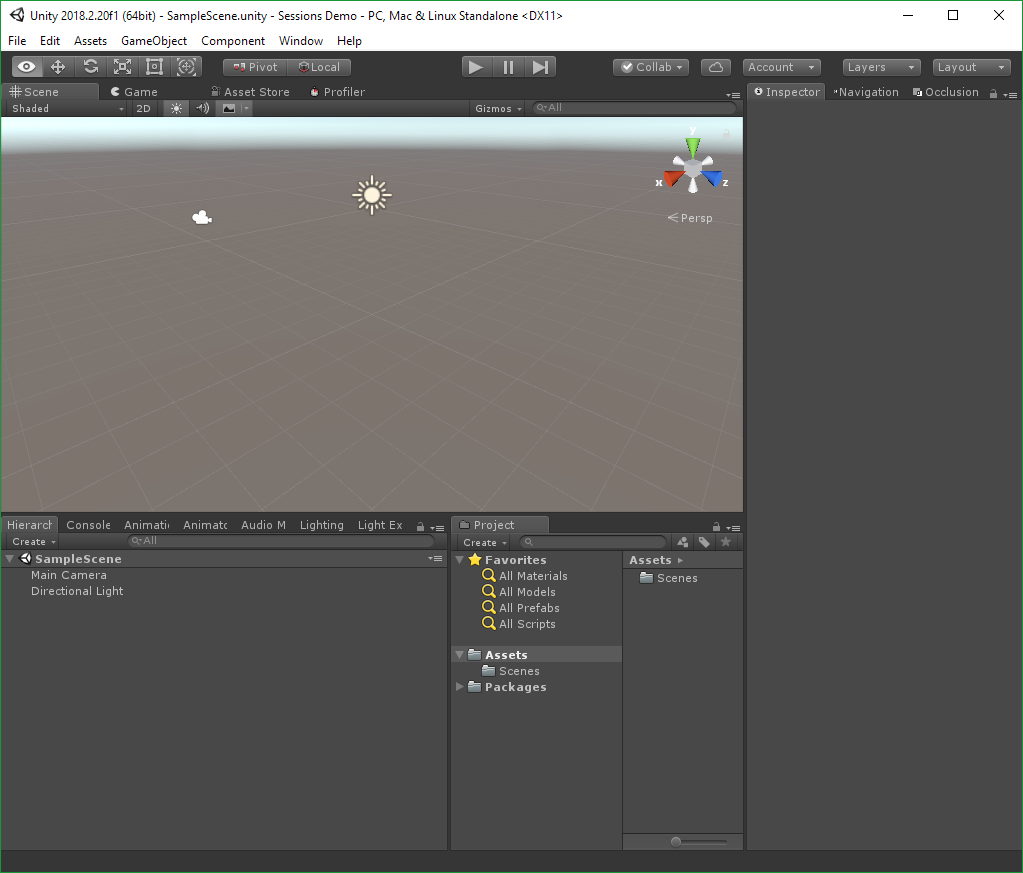 Unity 2018.2.20f1 (64bit) - SampleScene.unity - Sessions Demo - PC, Mac & Linux Standalone <DX11>
File Edit Assets GameObject Component Window Help
Pivot Local Collab Account Layers Layout
Scene Game Asset Store Profiler Inspector Navigation Occlusion
Shaded 2D Gizmos All
y
x z
Persp
Hierarch Console Animati Animatc Audio M Lighting Light Ex Project
Create All Create
SampleScene Favorites Assets
Main Camera All Materials Scenes
Directional Light All Models
All Prefabs
All Scripts
Assets
Scenes
Packages